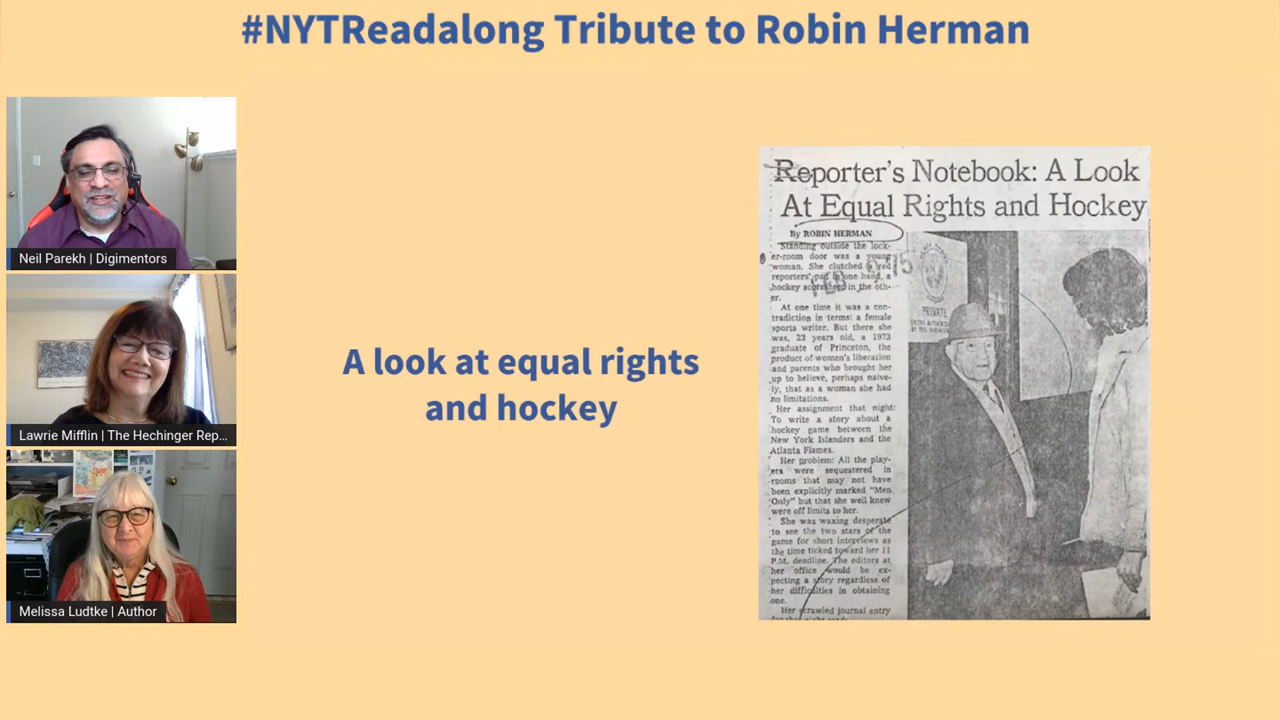 #NYTReadalong Tribute to Robin Herman
Neil Parekh | Digimentors
Lawrie Mifflin | The Hechinger Rep...
Melissa Ludtke | Author
A look at equal rights
and hockey
Reporter's Notebook: A Look
At Equal Rights and Hockey
By ROBIN HERMAN
Standing outside the lock-
er-room door was a young
woman. She clutched a red
reporters' pad in one hand, a
hockey scoresheet in the oth-
er.
At one time it was a con-
tradiction in terms: a female
sports writer. But there she
was, 23 years old, a 1973
graduate of Princeton, the
product of women's liberation
and parents who brought her
up to believe, perhaps naive-
ly, that as a woman she had
no limitations.
Her assignment that night:
To write a story about a
hockey game between the
New York Islanders and the
Atlanta Flames.
Her problem: All the play-
ers were sequestered in
rooms that may not have
been explicitly marked "Men
Only" but that she well knew
were off limits to her.
She was waxing desperate
to see the two stars of the
game for short interviews as
the time ticked toward her 11
P.M. deadline. The editors at
her office would be ex-
pecting a story regardless of
her difficulties in obtaining
one.
Her scrawled journal entry
PRIVATE